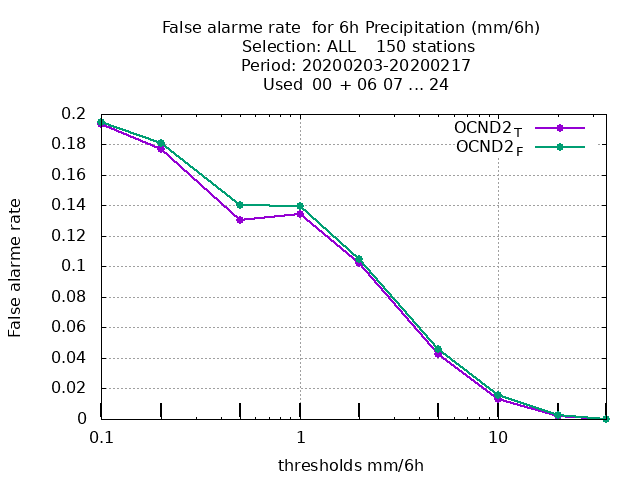 False alarme rate  for 6h Precipitation (mm/6h)
Selection: ALL    150 stations
Period: 20200203-20200217
Used  00 + 06 07 ... 24
OCND2_T
OCND2_F
False alarme rate
0.2
0.18
0.16
0.14
0.12
0.1
0.08
0.06
0.04
0.02
0
0.1 1 10
thresholds mm/6h